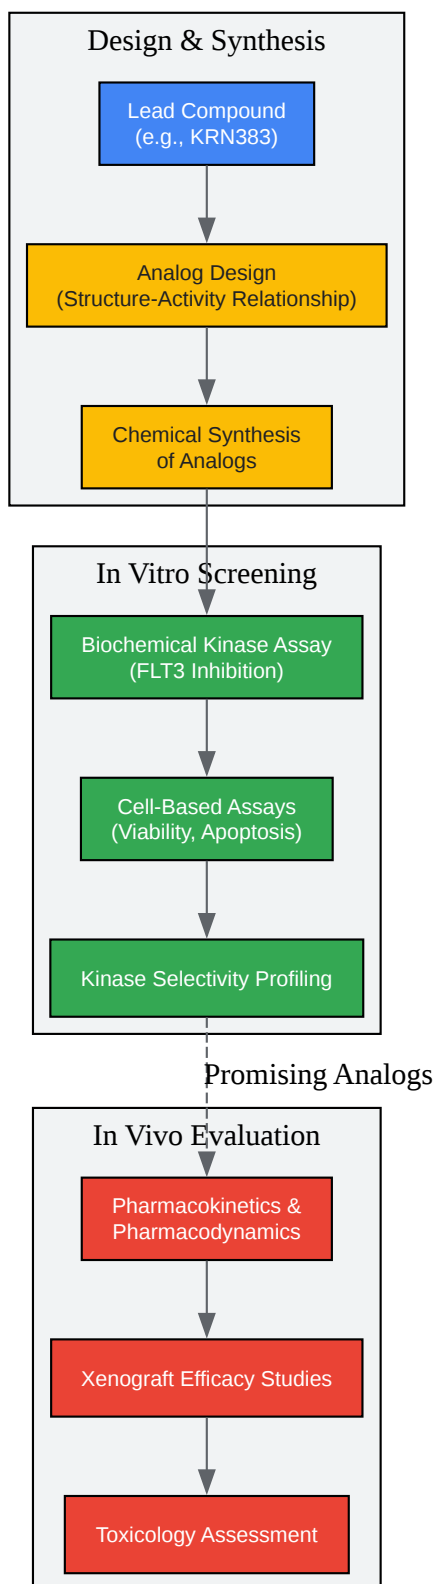 Design & Synthesis
Lead Compound
(e.g., KRN383)
Analog Design
(Structure-Activity Relationship)
Chemical Synthesis
of Analogs
In Vitro Screening
Biochemical Kinase Assay
(FLT3 Inhibition)
Cell-Based Assays
(Viability, Apoptosis)
Kinase Selectivity Profiling
Promising Analogs
In Vivo Evaluation
Pharmacokinetics &
Pharmacodynamics
Xenograft Efficacy Studies
Toxicology Assessment